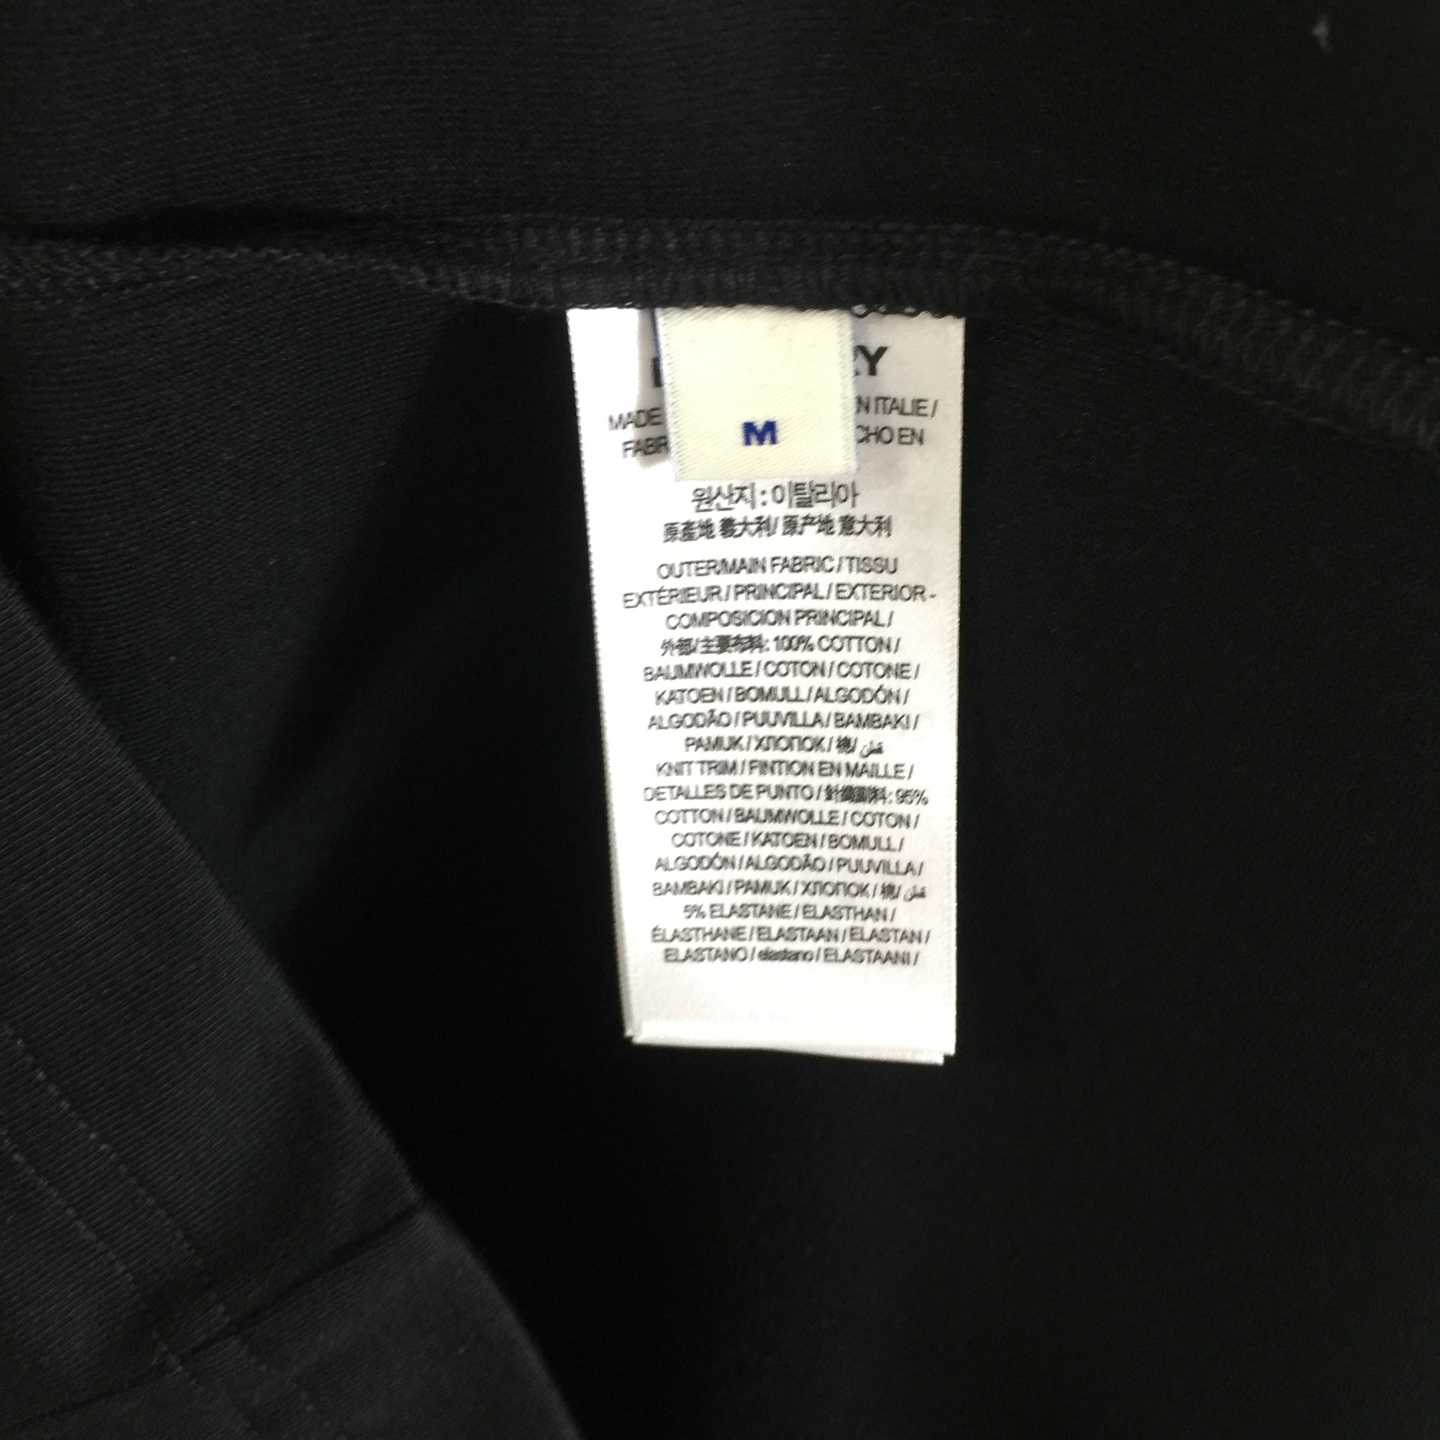 RY
MADE EN ITALIE /
FABR CHO EN
M
원산지 : 이탈리아
原產地 義大利/ 原产地 意大利
OUTER/MAIN FABRIC / TISSU
EXTÉRIEUR / PRINCIPAL / EXTERIOR -
COMPOSICION PRINCIPAL /
外部/主要布料: 100% COTTON /
BAUMWOLLE / COTON / COTONE /
KATOEN / BOMULL / ALGODÓN /
ALGODÃO / PUUVILLA / BAMBAKI /
PAMUK / ХЛОПОК / 棉/ قطن
KNIT TRIM / FINTION EN MAILLE /
DETALLES DE PUNTO / 針織副料: 95%
COTTON / BAUMWOLLE / COTON /
COTONE / KATOEN / BOMULL /
ALGODÓN / ALGODÃO / PUUVILLA /
BAMBAKI / PAMUK / ХЛОПОК / 棉/ قطن
5% ELASTANE / ELASTHAN /
ÉLASTHANE / ELASTAAN / ELASTAN /
ELASTANO / elastano / ELASTAANI /